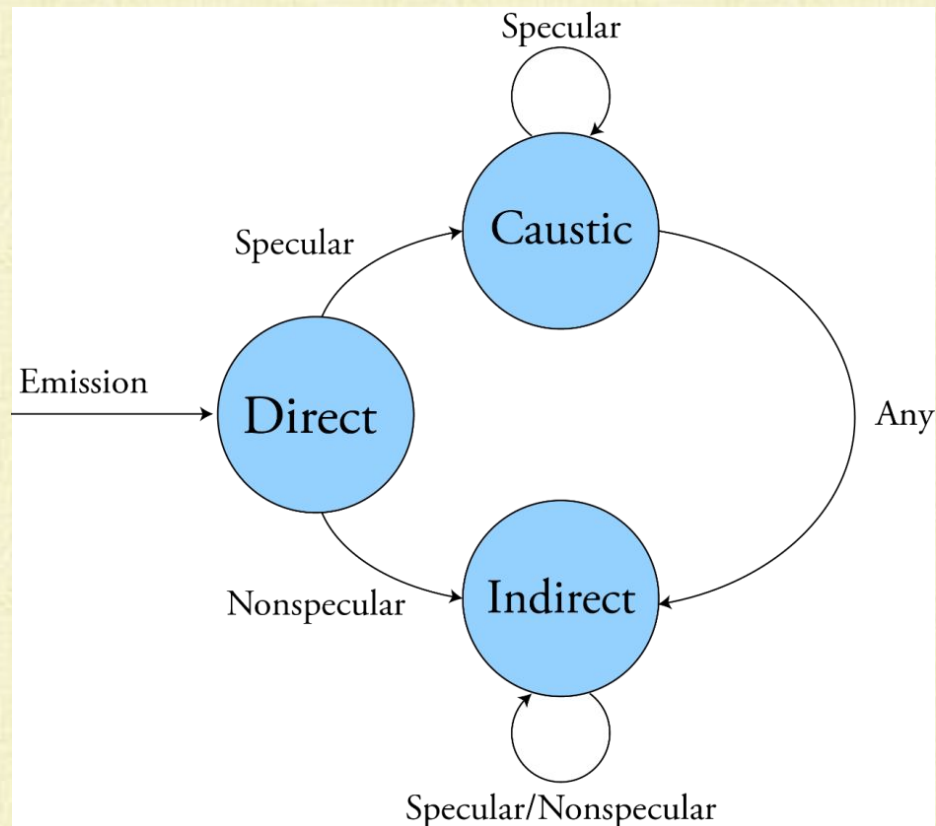 Specular
Caustic
Specular
Emission
Direct
Any
Nonspecular
Indirect
Specular/Nonspecular